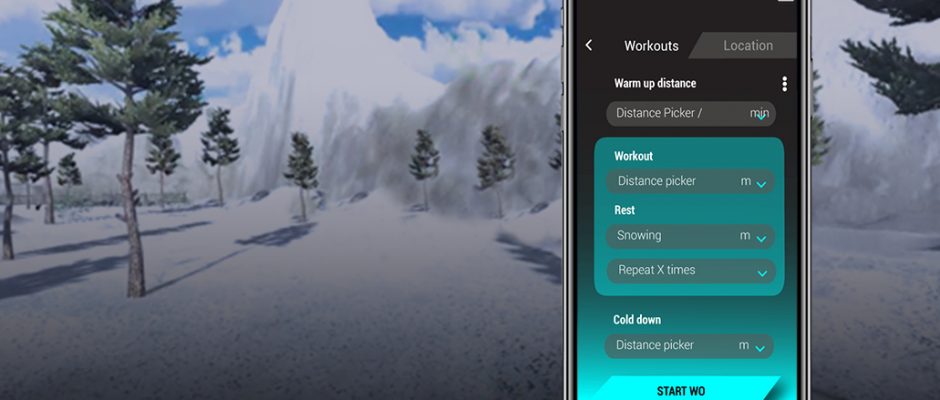 Workouts
Location
Warm up distance
Distance Picker / min
Workout
Distance picker m
Rest
Snowing m
Repeat X times
Cold down
Distance picker m
START WO